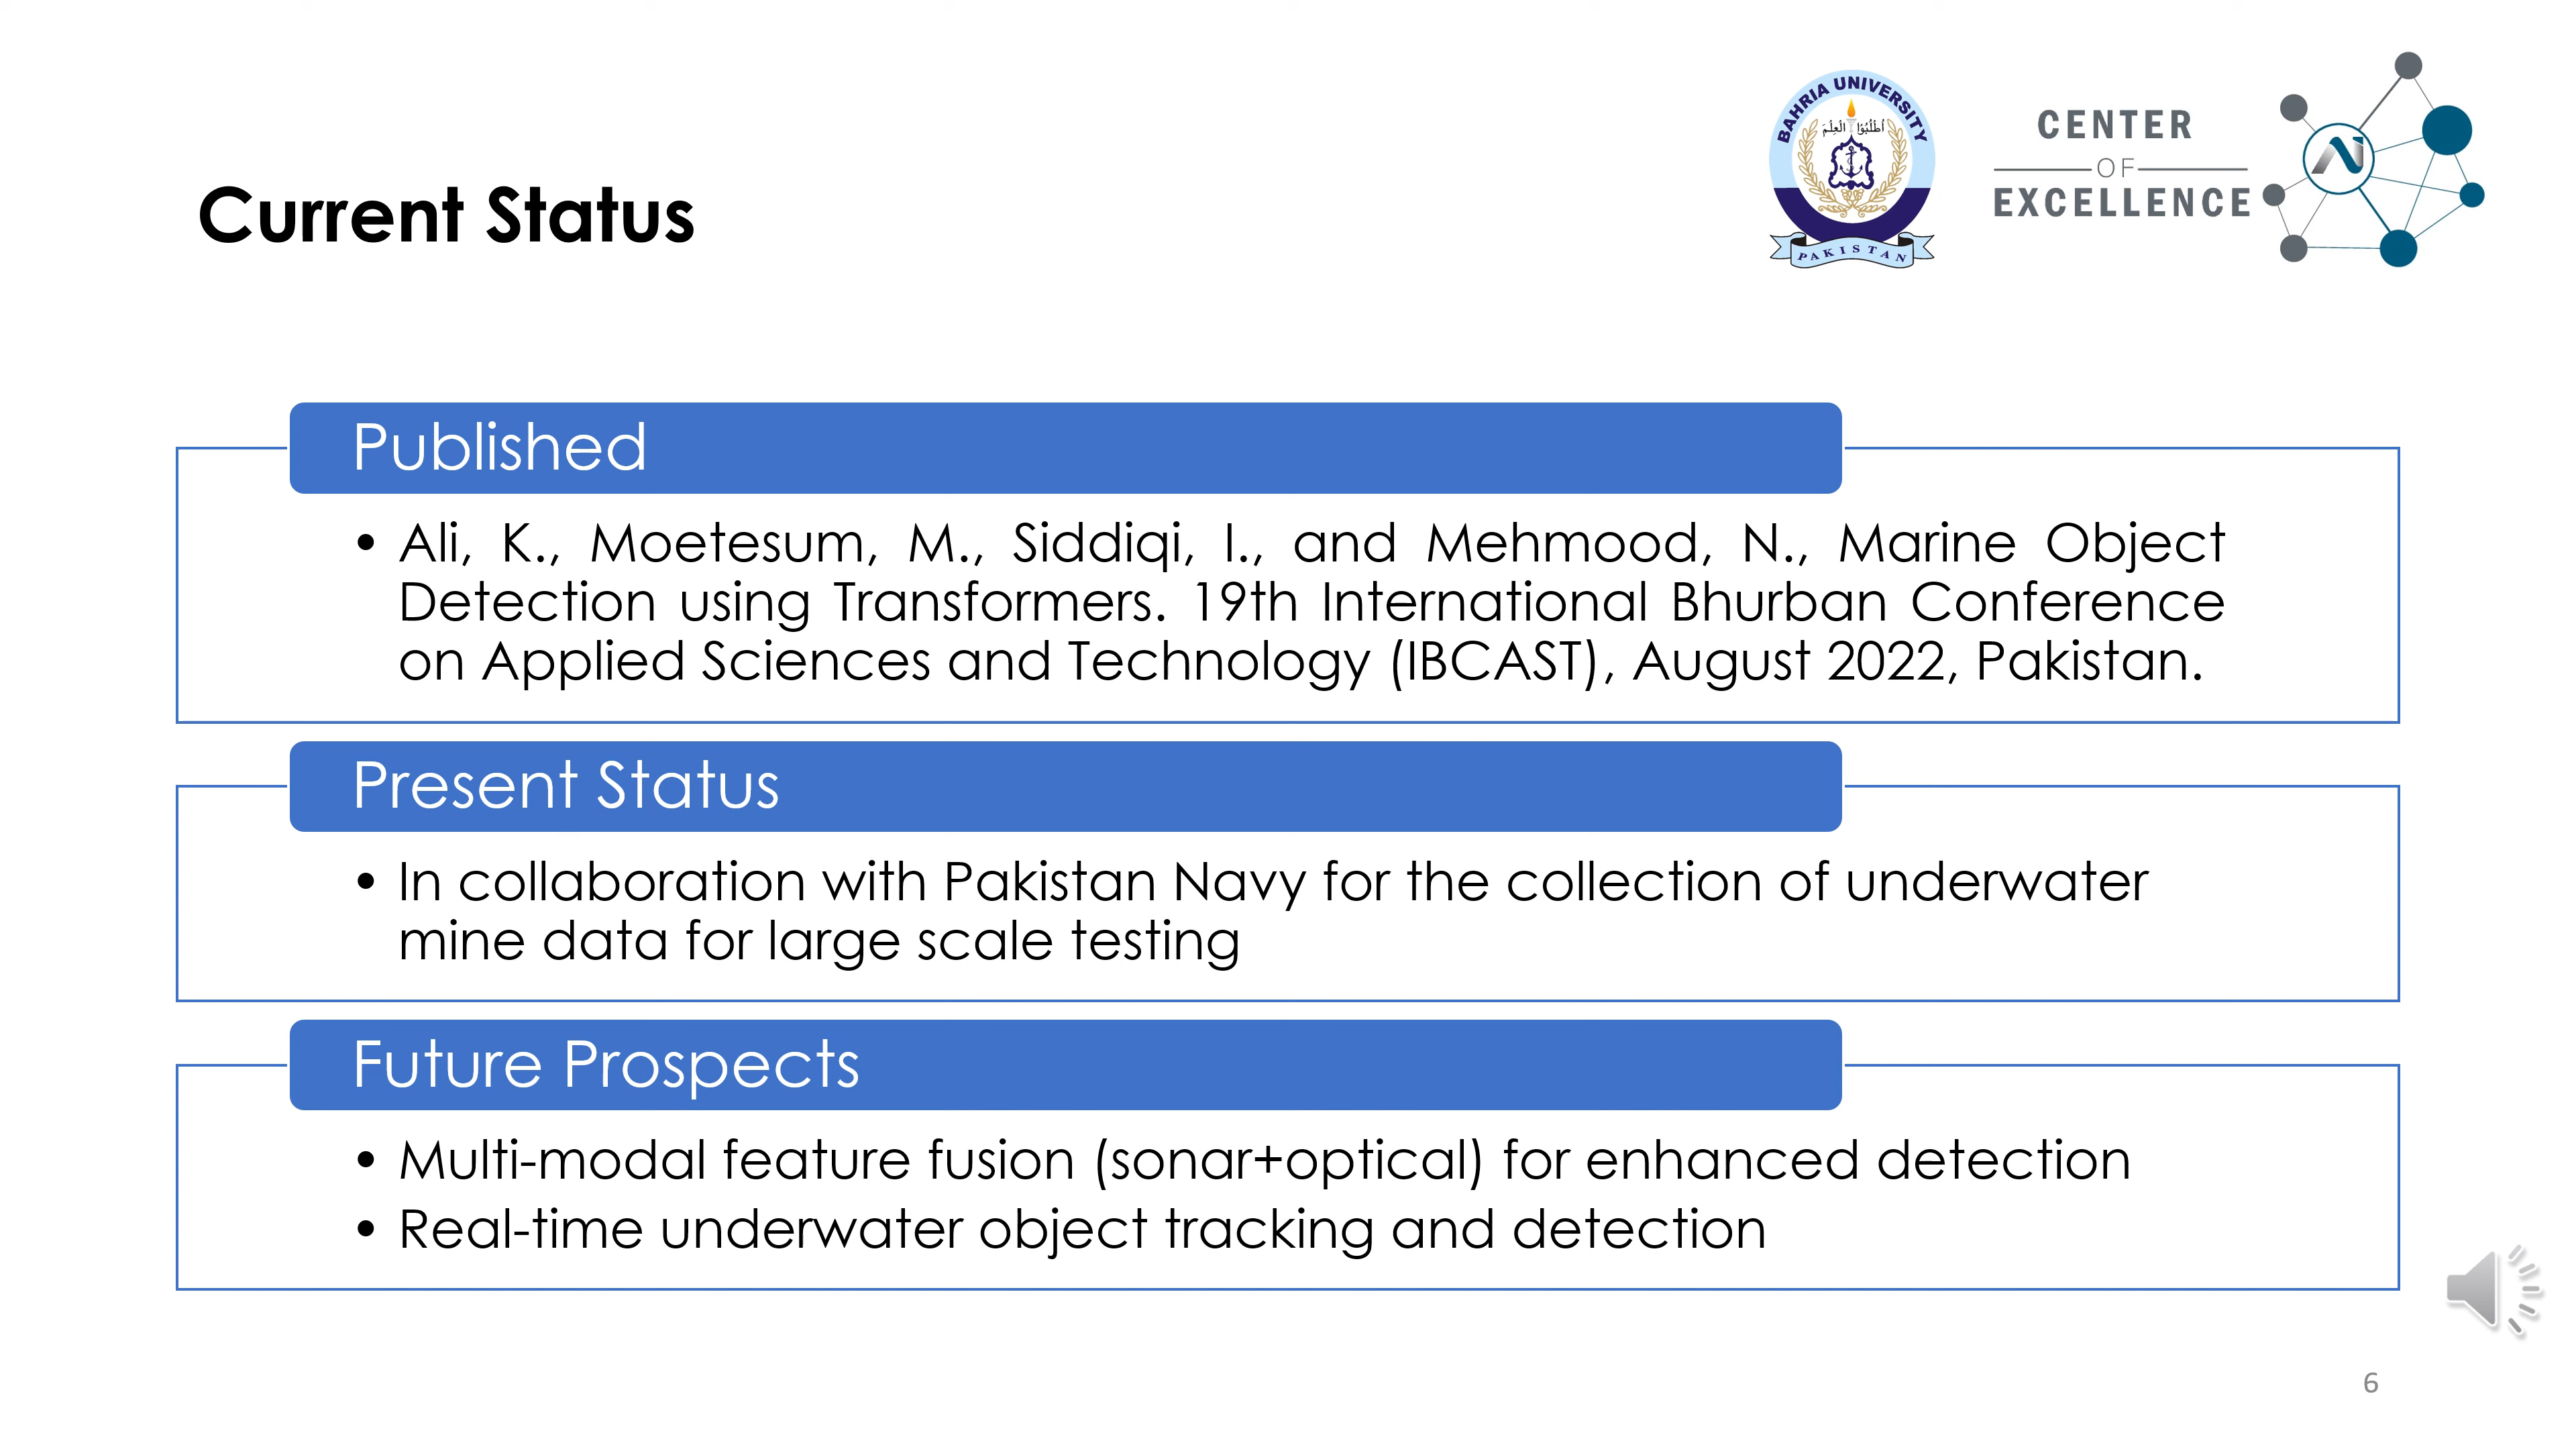 BAHRIA UNIVERSITY
اُطْلُبُوْا الْعِلْمَ
PAKISTAN
CENTER
OF
EXCELLENCE
AI
Current Status
Published
• Ali, K., Moetesum, M., Siddiqi, I., and Mehmood, N., Marine Object
Detection using Transformers. 19th International Bhurban Conference
on Applied Sciences and Technology (IBCAST), August 2022, Pakistan.
Present Status
• In collaboration with Pakistan Navy for the collection of underwater
mine data for large scale testing
Future Prospects
• Multi-modal feature fusion (sonar+optical) for enhanced detection
• Real-time underwater object tracking and detection
6